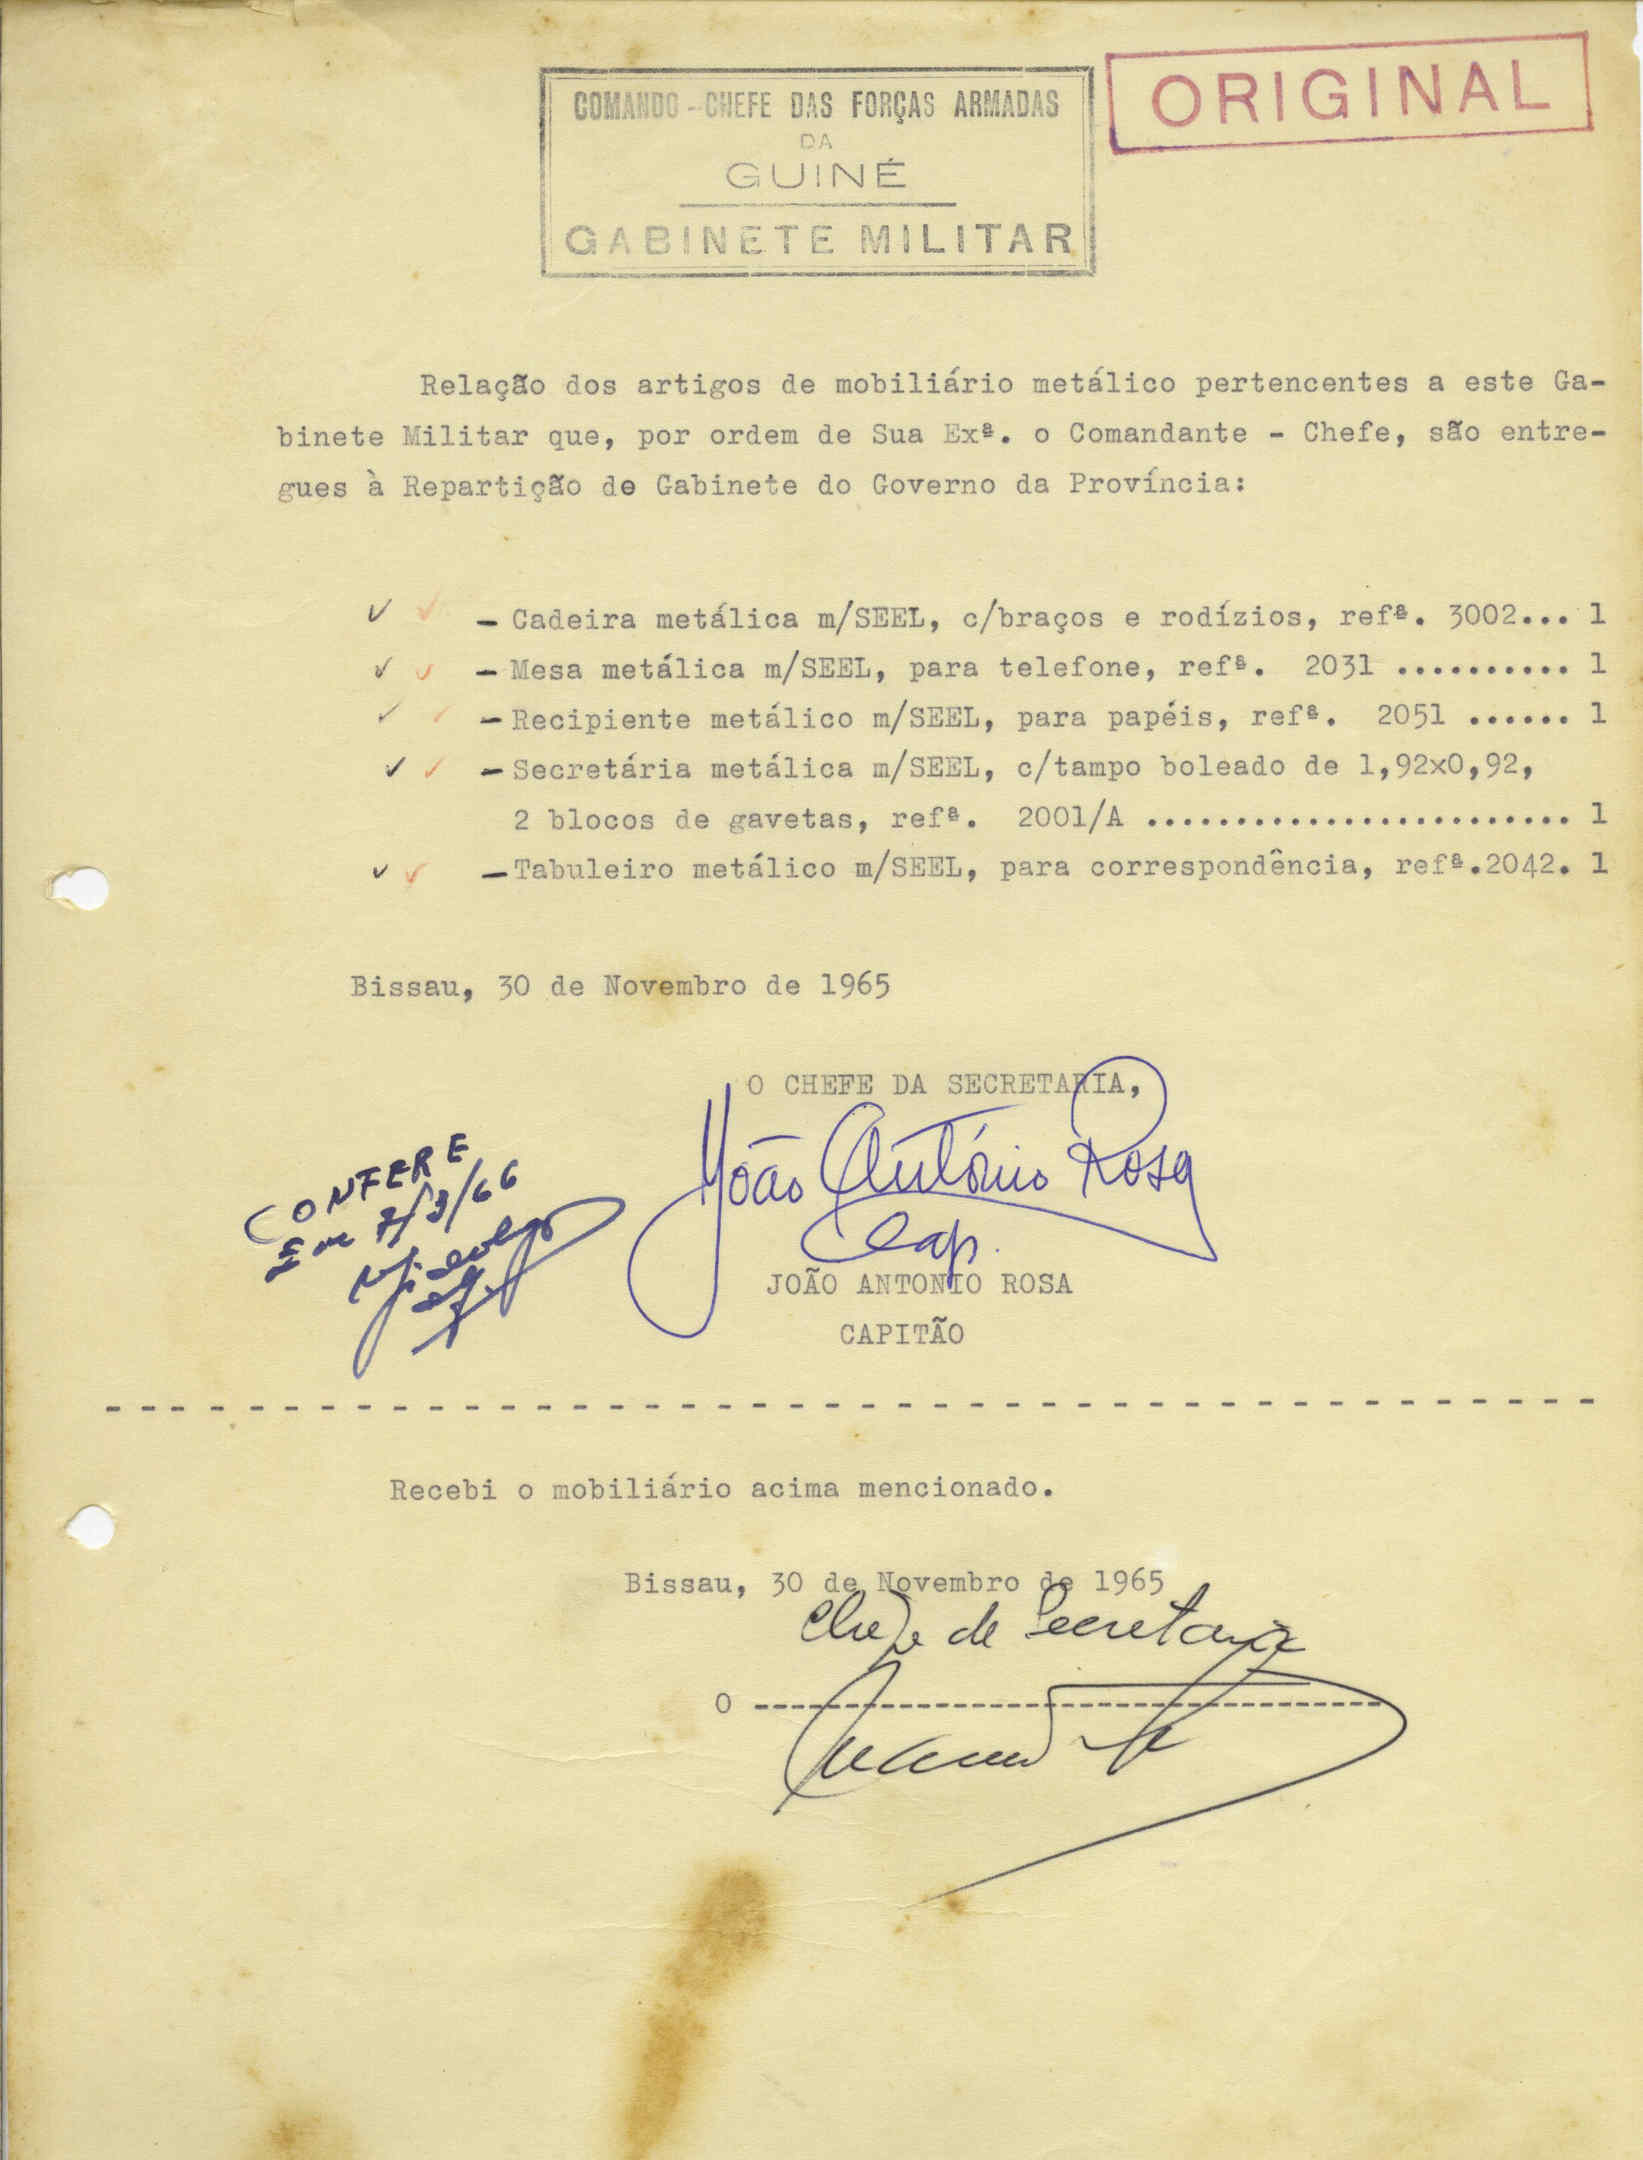 COMANDO-CHEFE DAS FORÇAS ARMADAS
DA
GUINÉ
GABINETE MILITAR
ORIGINAL
Relação dos artigos de mobiliário metálico pertencentes a este Ga-
binete Militar que, por ordem de Sua Exª. o Comandante - Chefe, são entre-
gues à Repartição de Gabinete do Governo da Província:
- Cadeira metálica m/SEEL, c/braços e rodízios, refª. 3002... 1
- Mesa metálica m/SEEL, para telefone, refª. 2031 .......... 1
- Recipiente metálico m/SEEL, para papéis, refª. 2051 ...... 1
- Secretária metálica m/SEEL, c/tampo boleado de 1,92x0,92,
2 blocos de gavetas, refª. 2001/A ........................ 1
- Tabuleiro metálico m/SEEL, para correspondência, refª.2042. 1
Bissau, 30 de Novembro de 1965
O CHEFE DA SECRETARIA,
João António Rosa
Cap.
JOÃO ANTONIO ROSA
CAPITÃO
CONFERE
Em 7/3/66
Recebi o mobiliário acima mencionado.
Bissau, 30 de Novembro de 1965
Chefe de Secretaria
O -----------------------------------